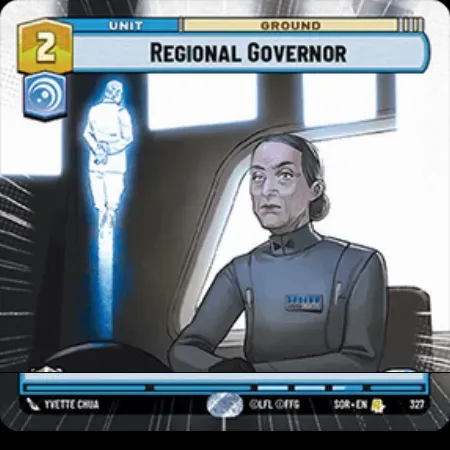 UNIT GROUND
2
REGIONAL GOVERNOR
YVETTE CHUA ©LFL ©FFG SOR • EN 327